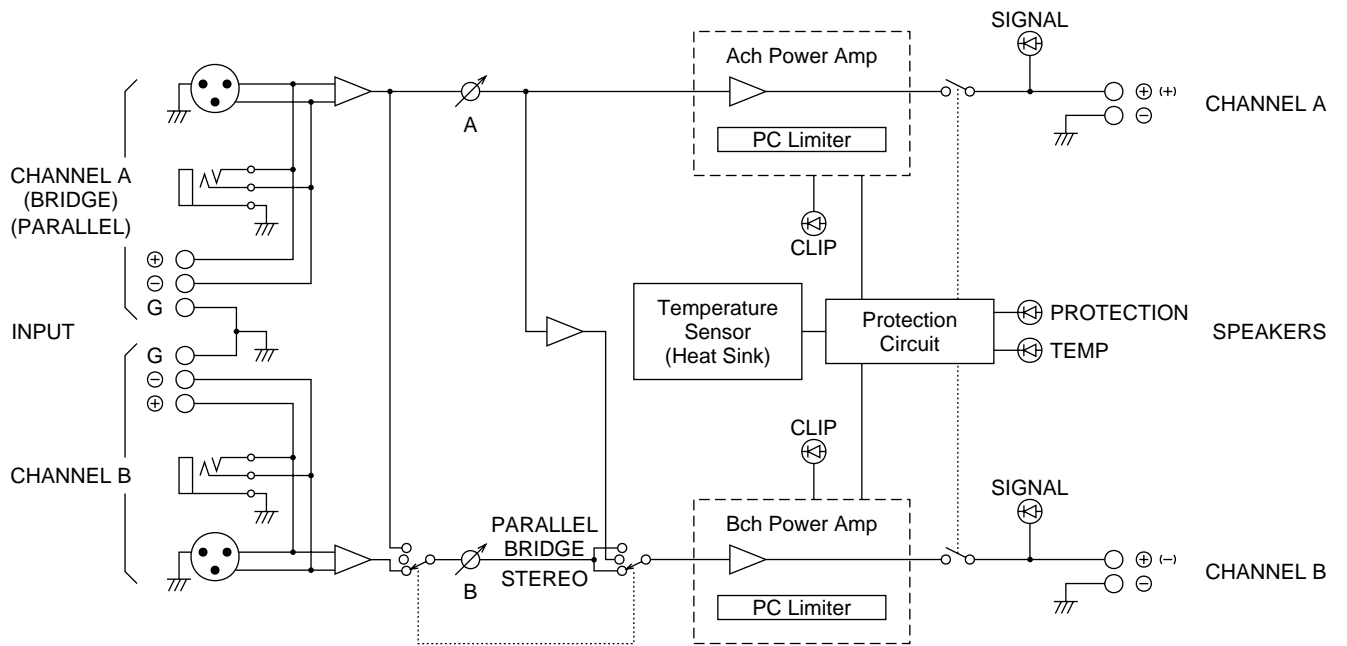 SIGNAL
Ach Power Amp
⊕ (+)
CHANNEL A
⊖
A
PC Limiter
CHANNEL A
(BRIDGE)
(PARALLEL)
CLIP
⊕
⊖
G
INPUT
Temperature
Sensor
(Heat Sink)
Protection
Circuit
PROTECTION
TEMP
SPEAKERS
G
⊖
⊕
CLIP
CHANNEL B
SIGNAL
PARALLEL
BRIDGE
STEREO
Bch Power Amp
⊕ (−)
CHANNEL B
⊖
B
PC Limiter